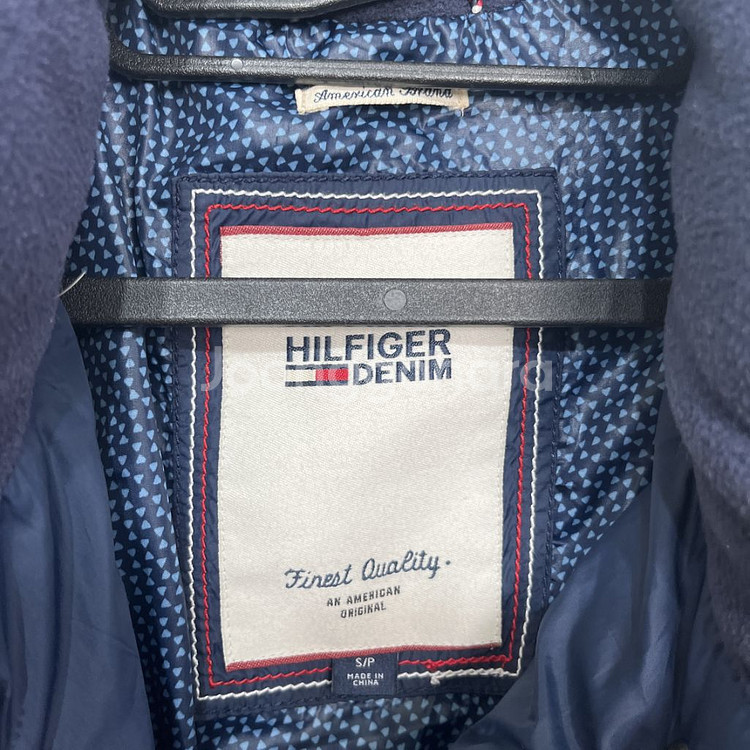 American Brand
HILFIGER
DENIM
Finest Quality.
AN AMERICAN
ORIGINAL
S/P
MADE IN
CHINA